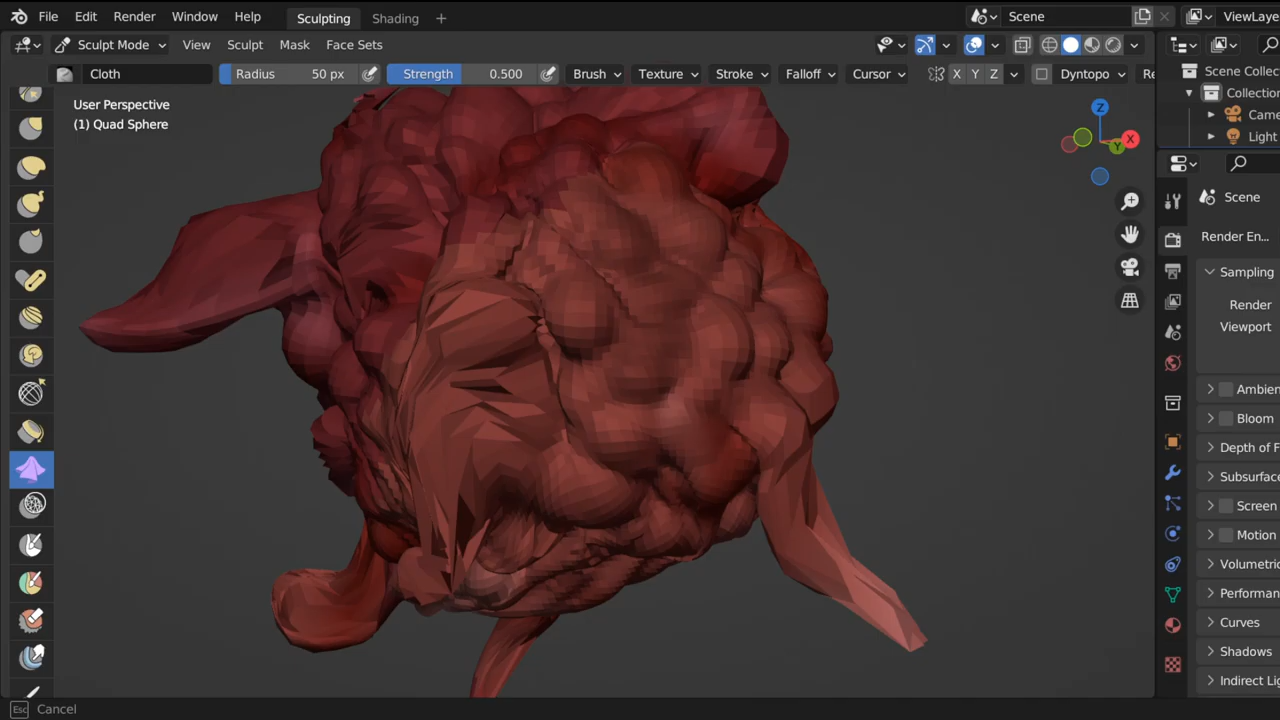 File Edit Render Window Help Sculpting Shading + Scene ViewLaye
Sculpt Mode View Sculpt Mask Face Sets
Cloth Radius 50 px Strength 0.500 Brush Texture Stroke Falloff Cursor X Y Z Dyntopo Re
Scene Collec
Collection
Came
Light
User Perspective
(1) Quad Sphere
Z
X
Y
Scene
Render En...
Sampling
Render
Viewport
Ambien
Bloom
Depth of F
Subsurface
Screen
Motion
Volumetri
Performan
Curves
Shadows
Indirect Lig
Esc Cancel